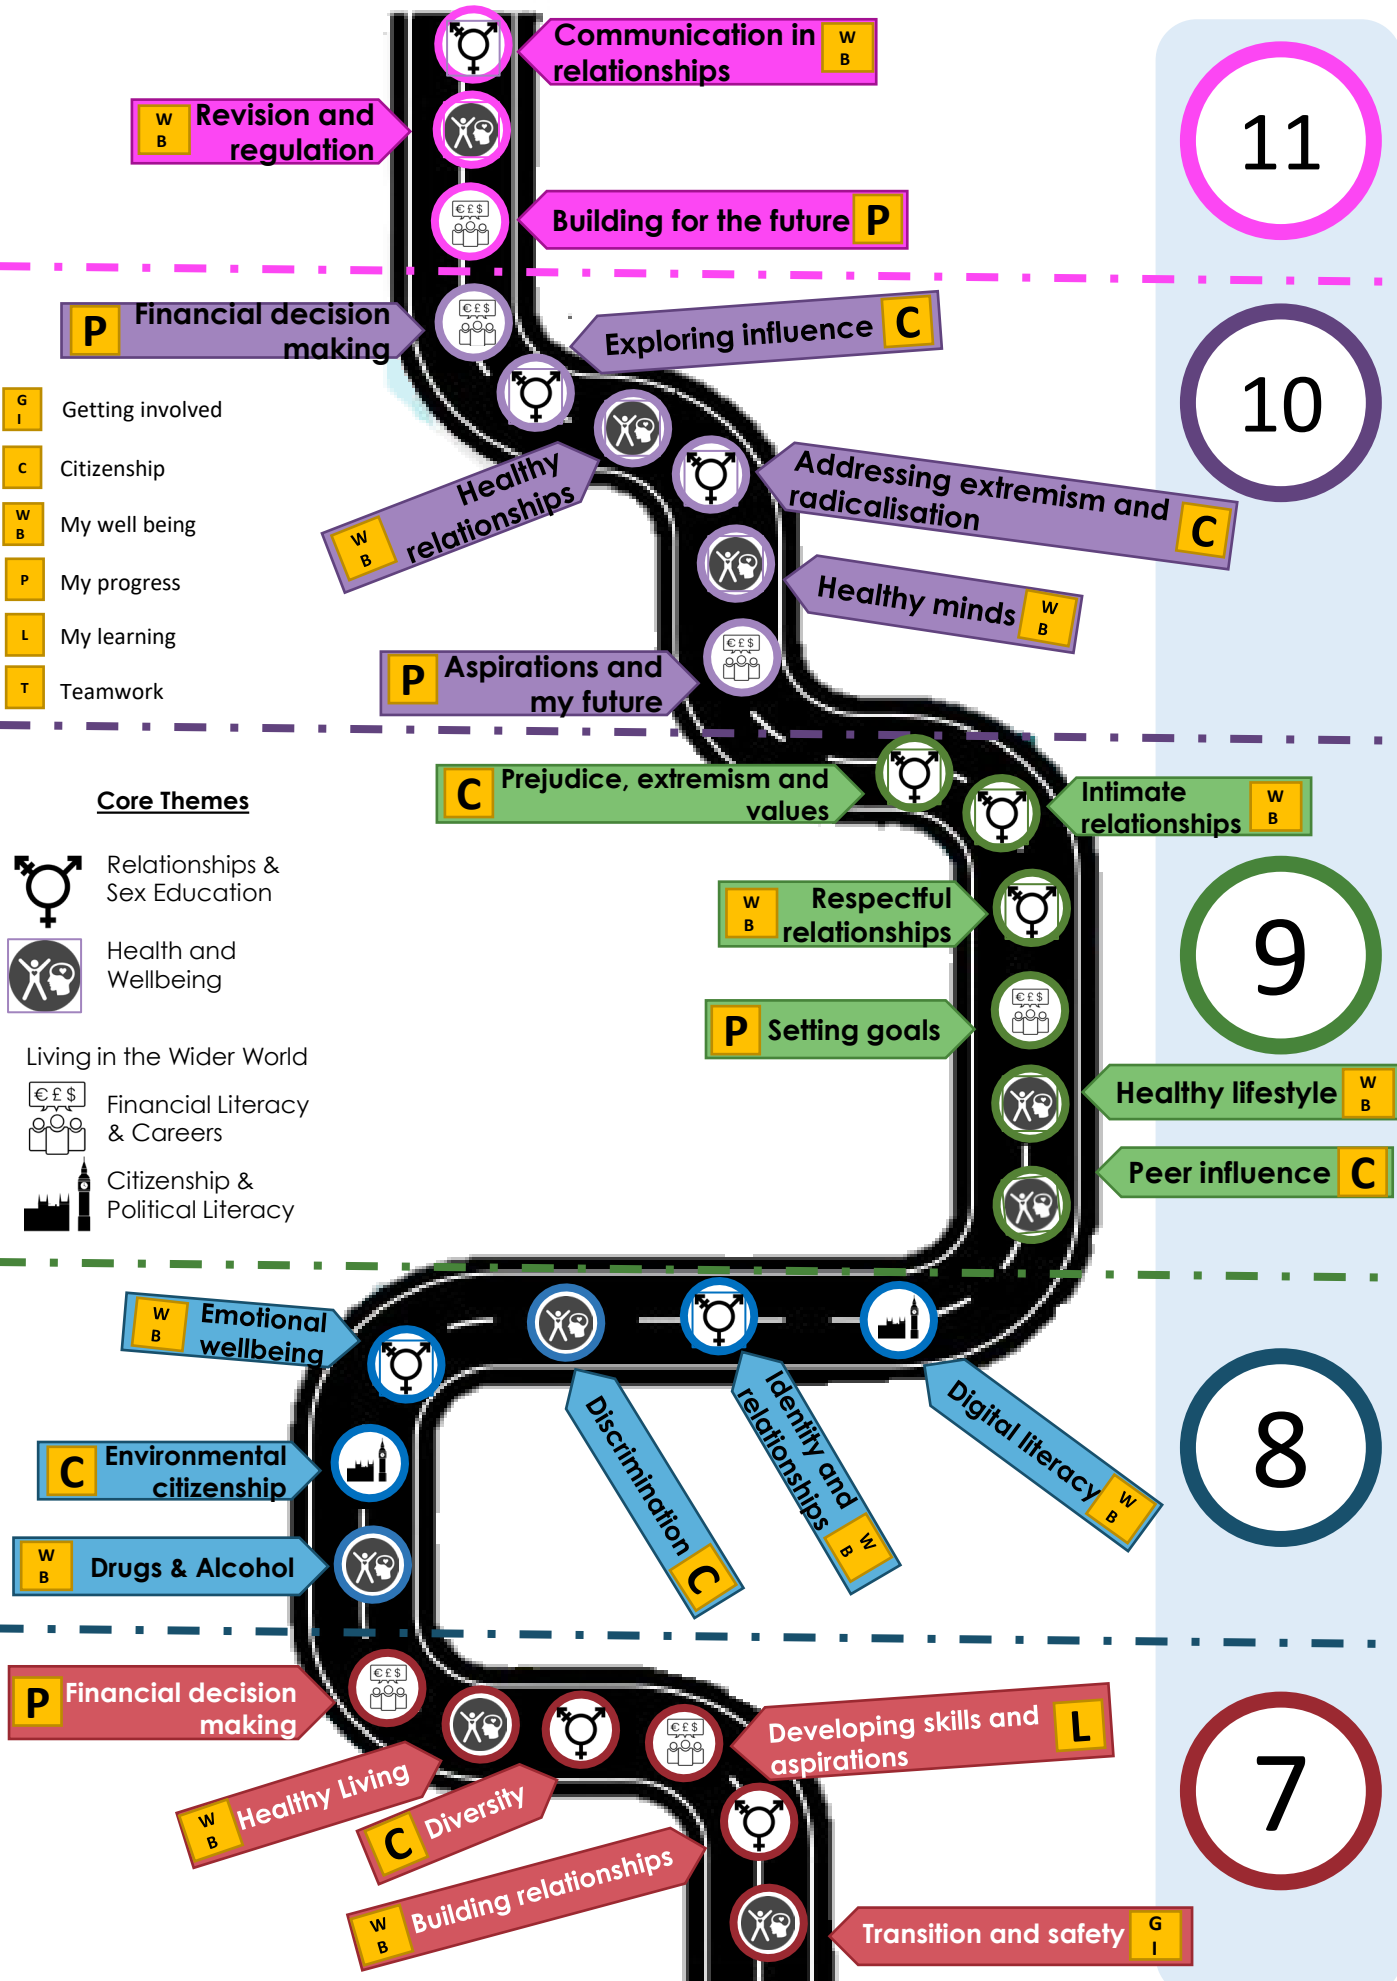 Communication in
relationships
W
B
11
W
B
Revision and
regulation
€£$
Building for the future
P
P
Financial decision
making
€£$
Exploring influence
C
10
G
I
Getting involved
C
Citizenship
W
B
My well being
P
My progress
L
My learning
T
Teamwork
W
B
Healthy
relationships
Addressing extremism and
radicalisation
C
Healthy minds
W
B
P
Aspirations and
my future
€£$
C
Prejudice, extremism and
values
Intimate
relationships
W
B
Core Themes
Relationships &
Sex Education
Health and
Wellbeing
Living in the Wider World
€£$
Financial Literacy
& Careers
Citizenship &
Political Literacy
W
B
Respectful
relationships
9
P
Setting goals
€£$
Healthy lifestyle
W
B
Peer influence
C
W
B
Emotional
wellbeing
Discrimination
C
Identity and
relationships
W
B
Digital literacy
W
B
8
C
Environmental
citizenship
W
B
Drugs & Alcohol
P
Financial decision
making
€£$
W
B
Healthy Living
C
Diversity
€£$
Developing skills and
aspirations
L
7
W
B
Building relationships
Transition and safety
G
I